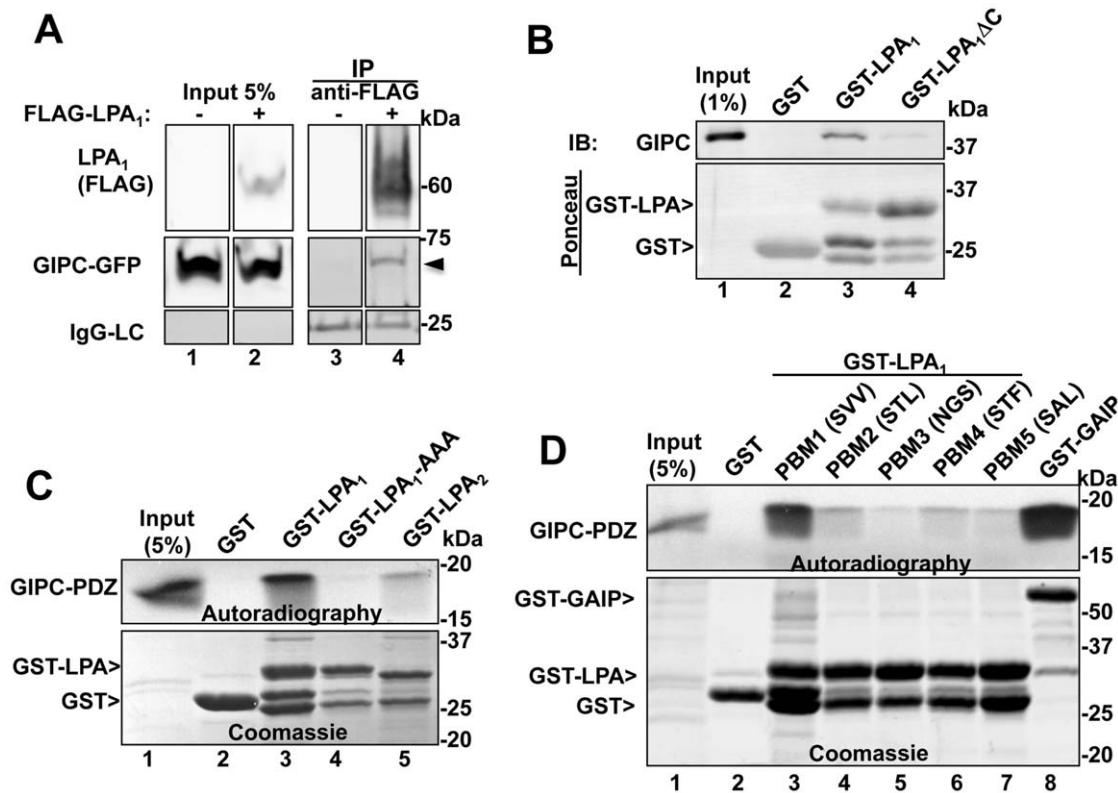 A
IP
Input 5% anti-FLAG
FLAG-LPA₁: - + - + kDa
LPA₁
(FLAG)
-60
-75
GIPC-GFP
IgG-LC
-25
1 2 3 4
B
Input
(1%)
GST
GST-LPA₁
GST-LPA₁ΔC
kDa
IB: GIPC
-37
Ponceau
-37
GST-LPA>
GST>
-25
1 2 3 4
C
Input
(5%)
GST
GST-LPA₁
GST-LPA₁-AAA
GST-LPA₂
kDa
-20
GIPC-PDZ
Autoradiography
-15
-37
GST-LPA>
GST>
-25
Coomassie
-20
1 2 3 4 5
D
GST-LPA₁
Input
(5%)
GST
PBM1 (SVV)
PBM2 (STL)
PBM3 (NGS)
PBM4 (STF)
PBM5 (SAL)
GST-GAIP
kDa
-20
GIPC-PDZ
-15
Autoradiography
GST-GAIP>
-50
-37
GST-LPA>
GST>
-25
Coomassie
-20
1 2 3 4 5 6 7 8